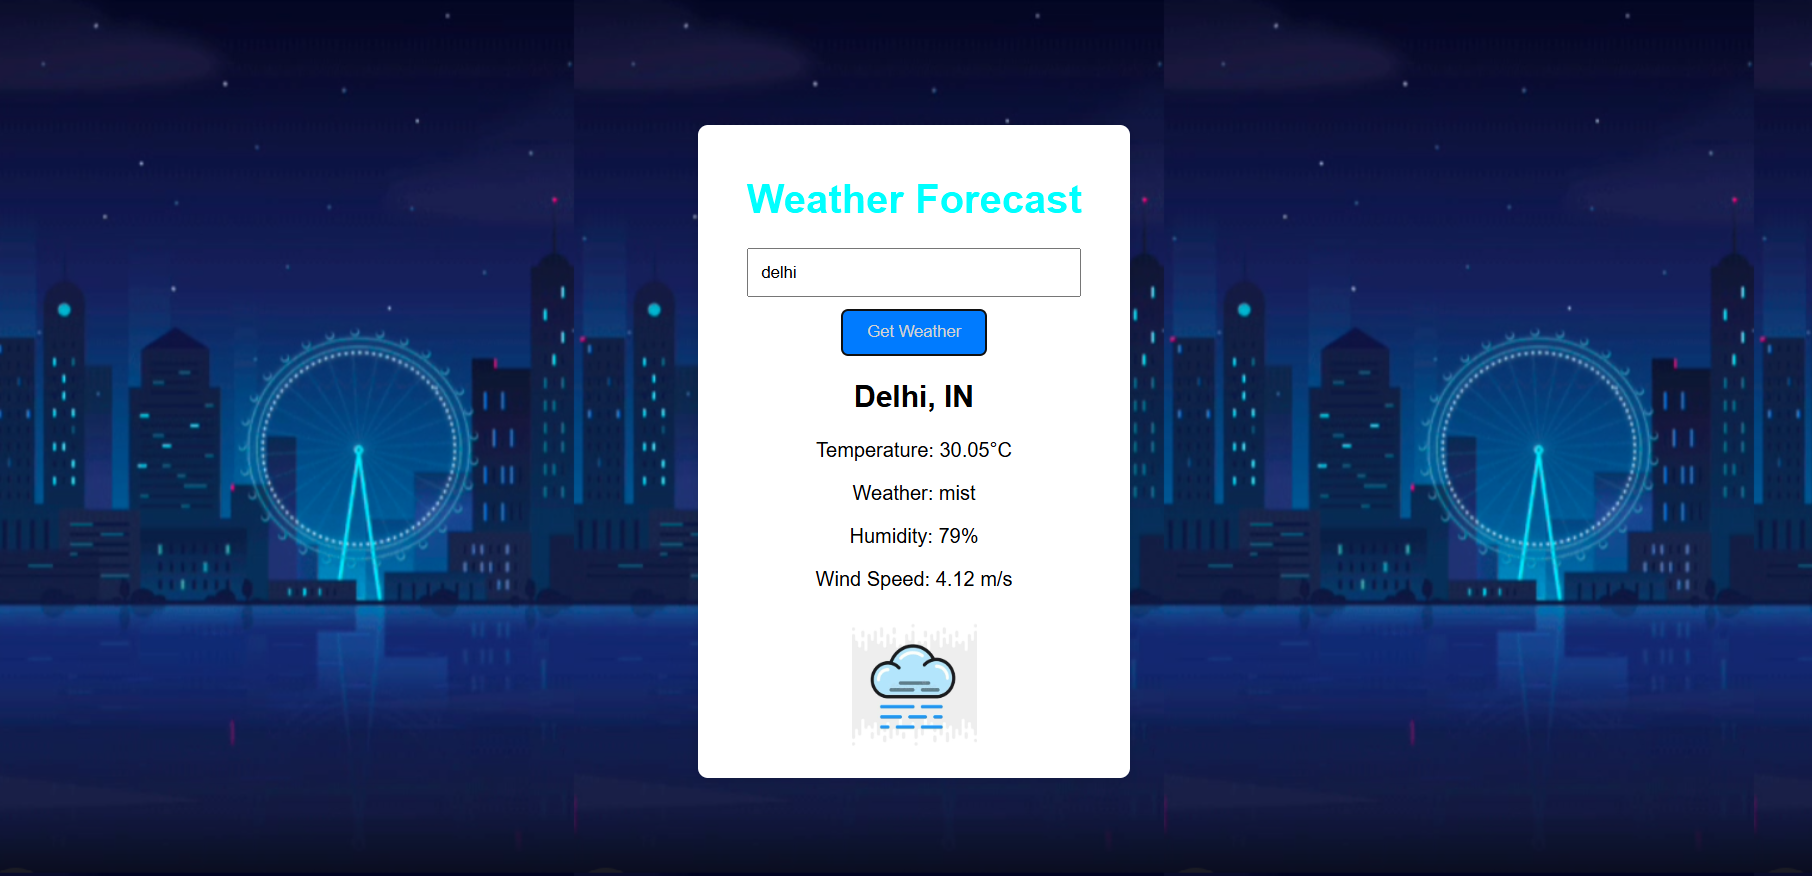 Weather Forecast
delhi
Get Weather
Delhi, IN
Temperature: 30.05°C
Weather: mist
Humidity: 79%
Wind Speed: 4.12 m/s